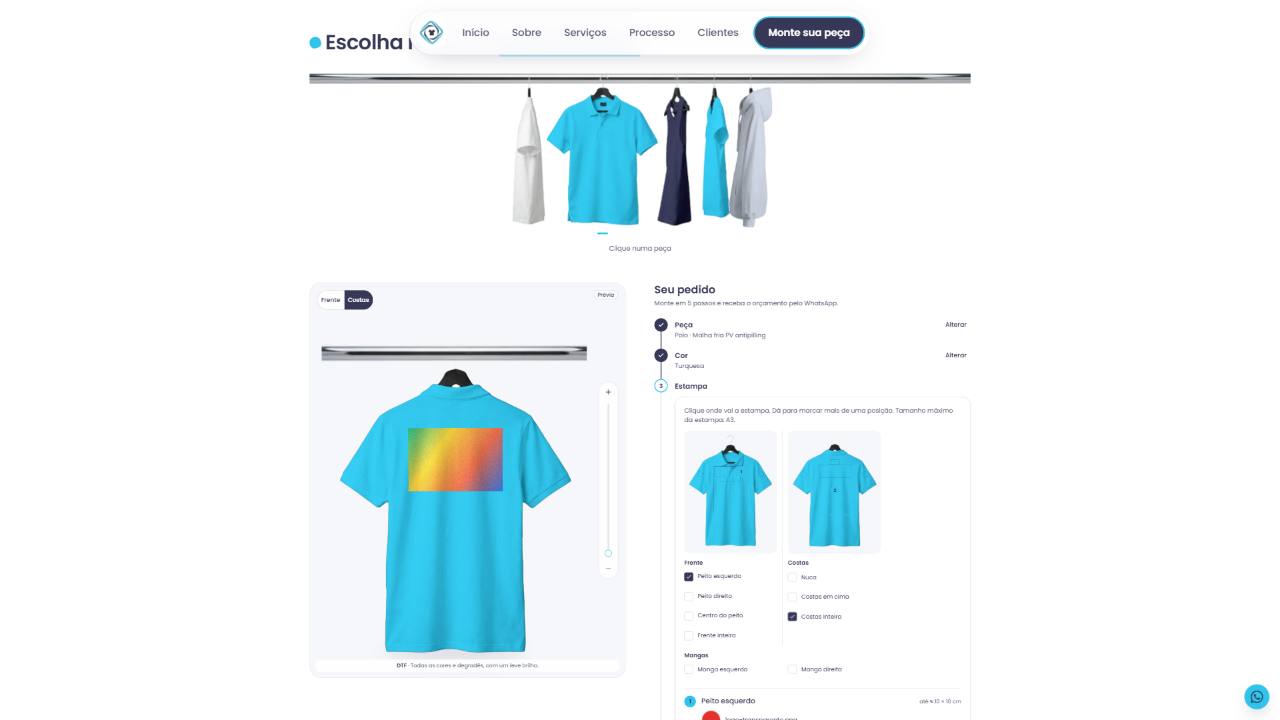 Início
Sobre
Serviços
Processo
Clientes
Monte sua peça
Escolha
Clique numa peça
Frente
Costas
Prévia
DTF · Todas as cores e degradês, com um leve brilho.
Seu pedido
Monte em 5 passos e receba o orçamento pelo WhatsApp.
Peça
Alterar
Polo · Malha fria PV antipilling
Cor
Alterar
Turquesa
3
Estampa
Clique onde vai a estampa. Dá para marcar mais de uma posição. Tamanho máximo
da estampa: A3.
Frente
Peito esquerdo
Peito direito
Centro do peito
Frente inteira
Costas
Nuca
Costas em cima
Costas inteira
Mangas
Manga esquerda
Manga direita
1
Peito esquerdo
até ≈ 10 × 10 cm